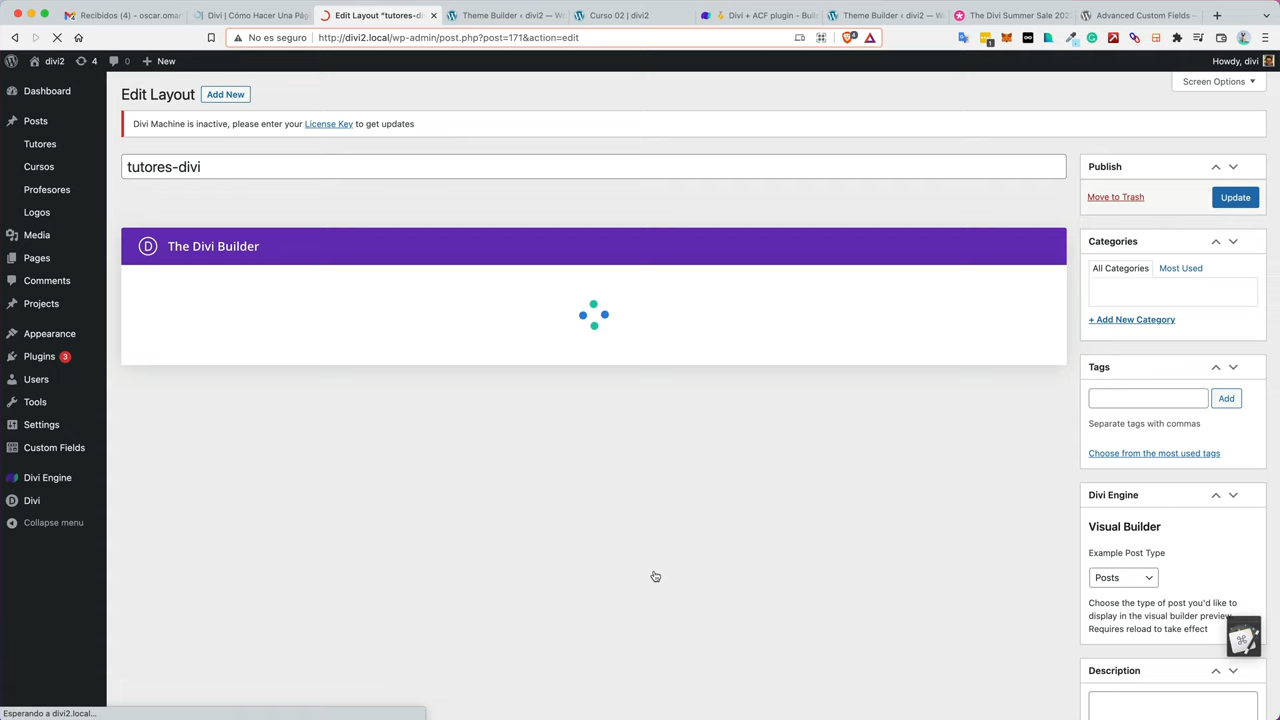 Recibidos (4) - oscar.omar
Divi | Cómo Hacer Una Pág
Edit Layout "tutores-di
Theme Builder ‹ divi2 — W
Curso 02 | divi2
Divi + ACF plugin - Buil
Theme Builder ‹ divi2 — W
The Divi Summer Sale 202
Advanced Custom Fields –
No es seguro
http://divi2.local/wp-admin/post.php?post=171&action=edit
divi2
4
0
New
Howdy, divi
Screen Options
Dashboard
Posts
Tutores
Cursos
Profesores
Logos
Media
Pages
Comments
Projects
Appearance
Plugins 3
Users
Tools
Settings
Custom Fields
Divi Engine
Divi
Collapse menu
Edit Layout
Add New
Divi Machine is inactive, please enter your License Key to get updates
tutores-divi
D The Divi Builder
Publish
Move to Trash
Update
Categories
All Categories
Most Used
+ Add New Category
Tags
Add
Separate tags with commas
Choose from the most used tags
Divi Engine
Visual Builder
Example Post Type
Posts
Choose the type of post you'd like to
display in the visual builder preview.
Requires reload to take effect
Description
Esperando a divi2.local...